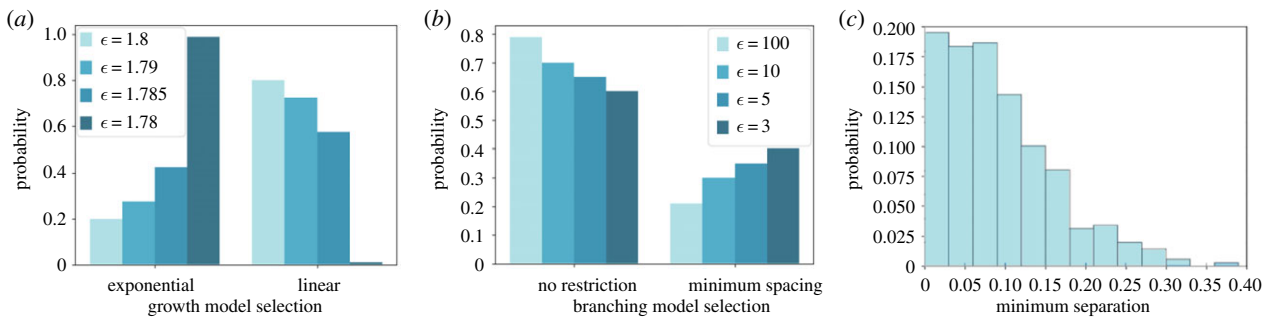 (a)
1.0
0.8
0.6
0.4
0.2
0
probability
ϵ = 1.8
ϵ = 1.79
ϵ = 1.785
ϵ = 1.78
exponential linear
growth model selection
(b)
0.8
0.7
0.6
0.5
0.4
0.3
0.2
0.1
0
probability
ϵ = 100
ϵ = 10
ϵ = 5
ϵ = 3
no restriction minimum spacing
branching model selection
(c)
0.200
0.175
0.150
0.125
0.100
0.075
0.050
0.025
0
probability
0 0.05 0.10 0.15 0.20 0.25 0.30 0.35 0.40
minimum separation